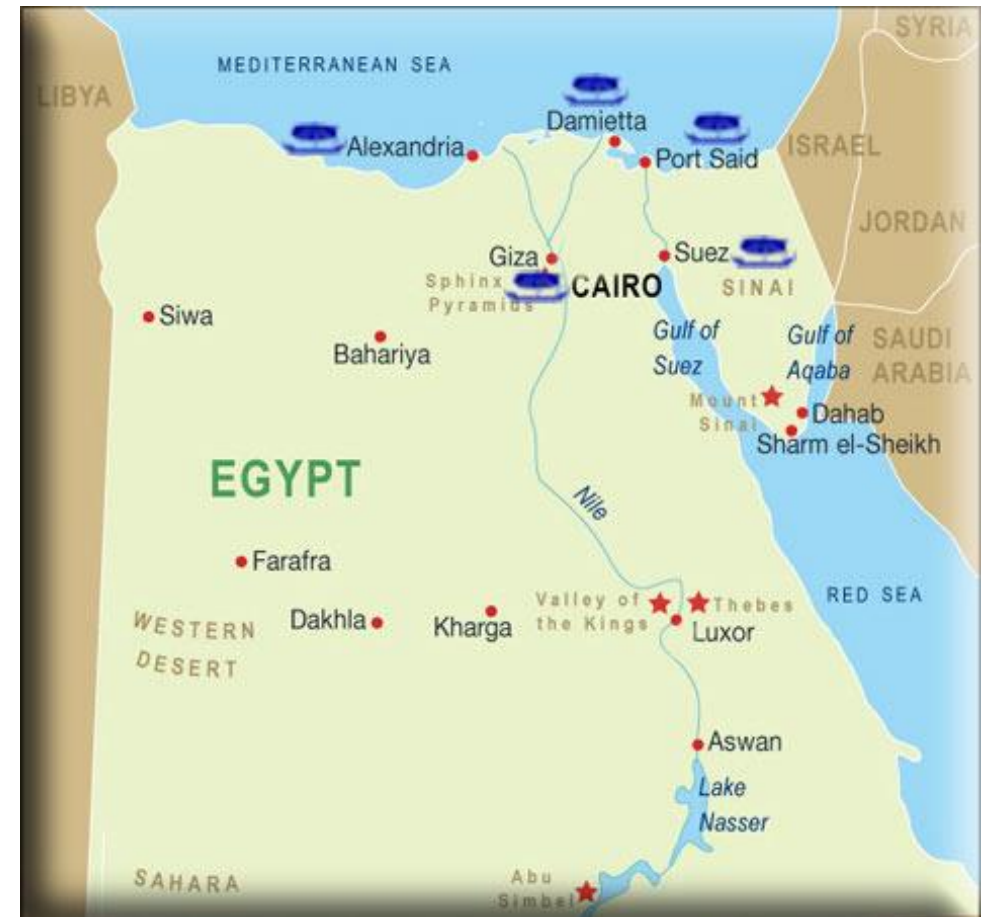 SYRIA
MEDITERRANEAN SEA
LIBYA
Damietta
Alexandria
Port Said
ISRAEL
JORDAN
Giza
Suez
Sphinx
Pyramids
CAIRO
SINAI
Siwa
Bahariya
Gulf of
Suez
Gulf of
Aqaba
SAUDI
ARABIA
Mount
Sinai
Dahab
Sharm el-Sheikh
EGYPT
Nile
Farafra
Valley of
the Kings
Thebes
RED SEA
WESTERN
DESERT
Dakhla
Kharga
Luxor
Aswan
Lake
Nasser
SAHARA
Abu
Simbel